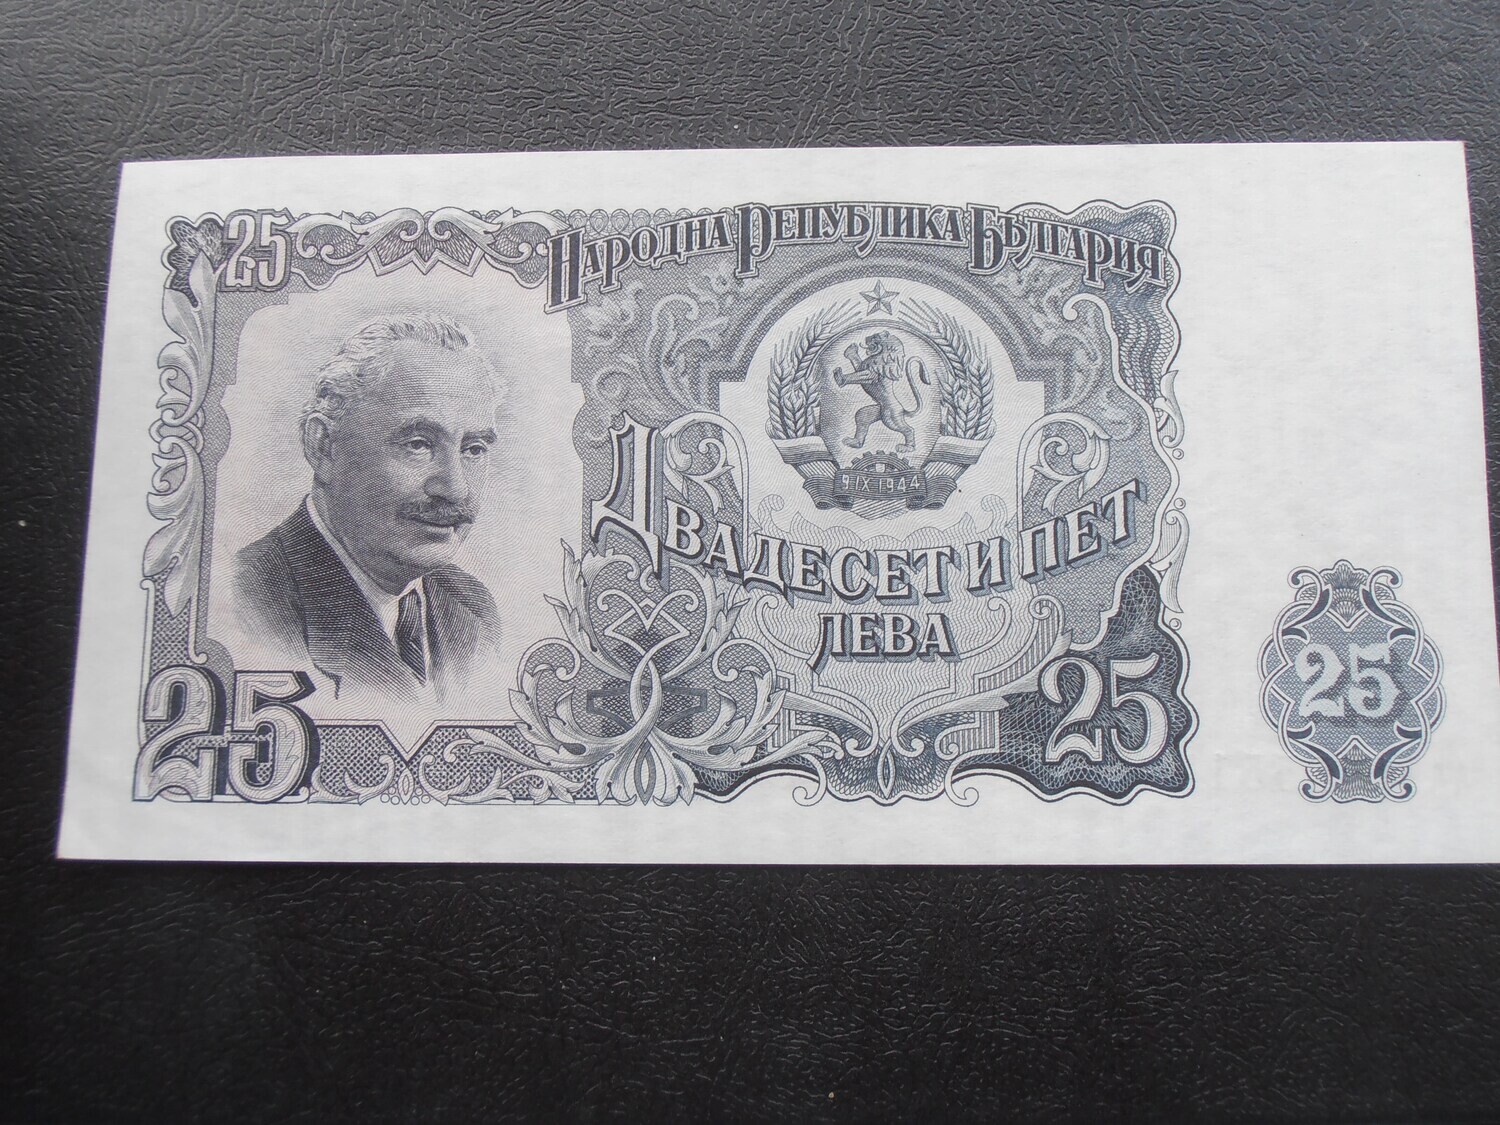 25
Народна Република България
9 IX 1944
Двадесет и пет
лева
25
25
25